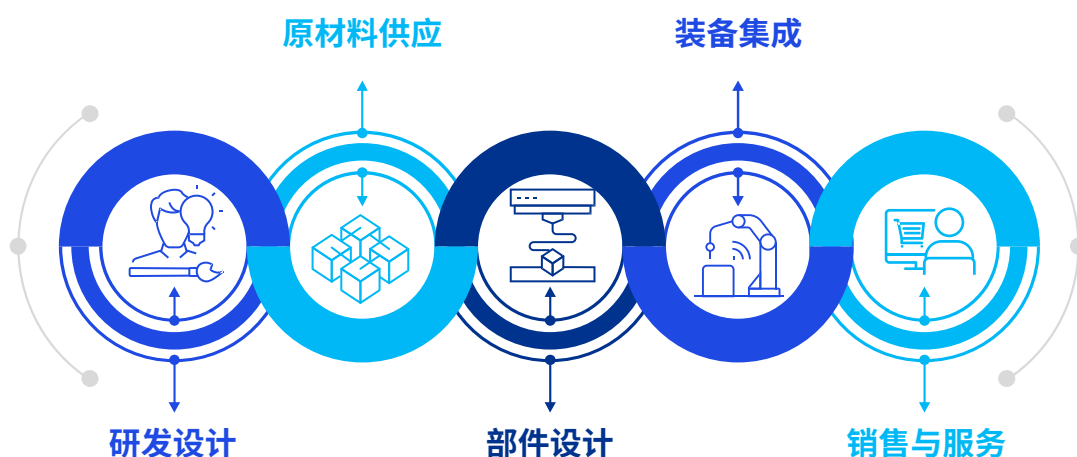 原材料供应
装备集成
研发设计
部件设计
销售与服务